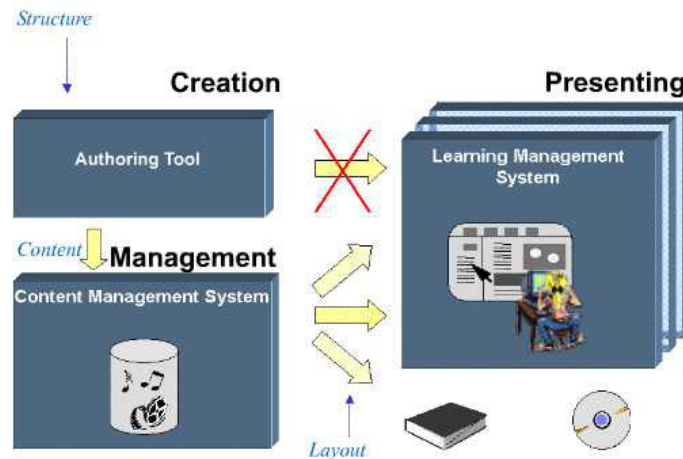 Structure
Creation
Presenting
Authoring Tool
Learning Management
System
Content
Management
Content Management System
Layout